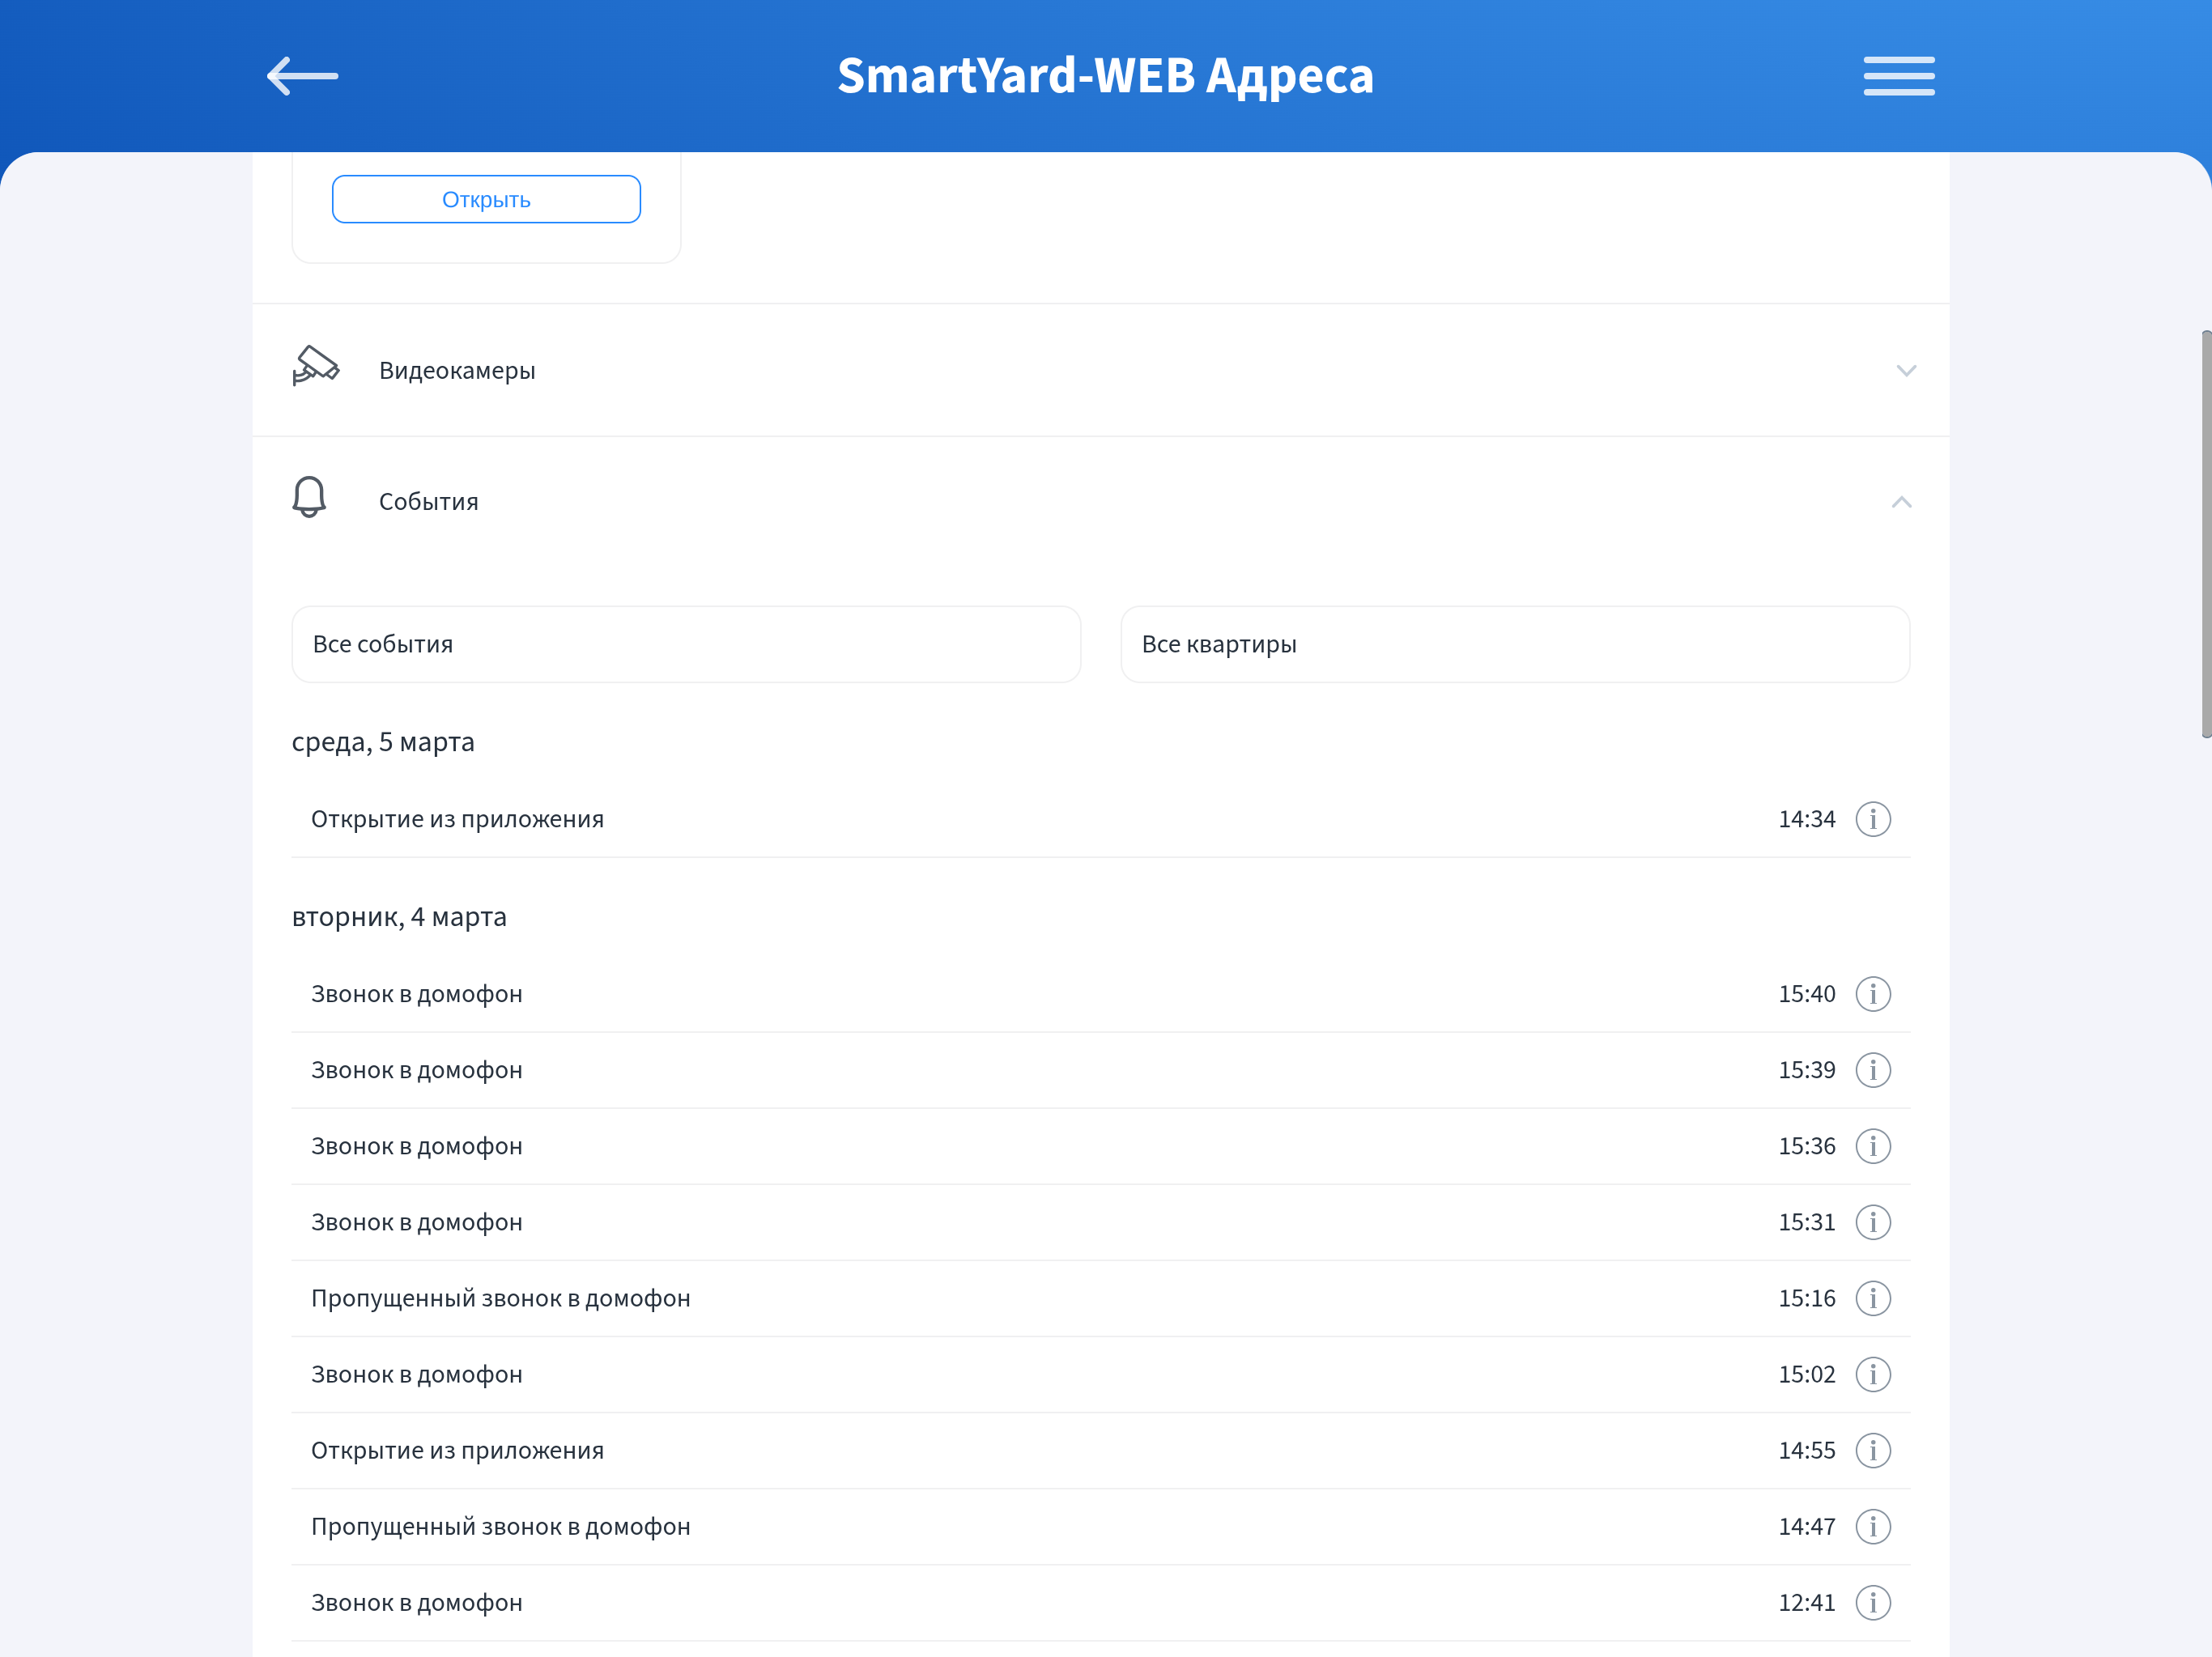 SmartYard-WEB Адреса
Открыть
Видеокамеры
События
Все события
Все квартиры
среда, 5 марта
Открытие из приложения 14:34
вторник, 4 марта
Звонок в домофон 15:40
Звонок в домофон 15:39
Звонок в домофон 15:36
Звонок в домофон 15:31
Пропущенный звонок в домофон 15:16
Звонок в домофон 15:02
Открытие из приложения 14:55
Пропущенный звонок в домофон 14:47
Звонок в домофон 12:41